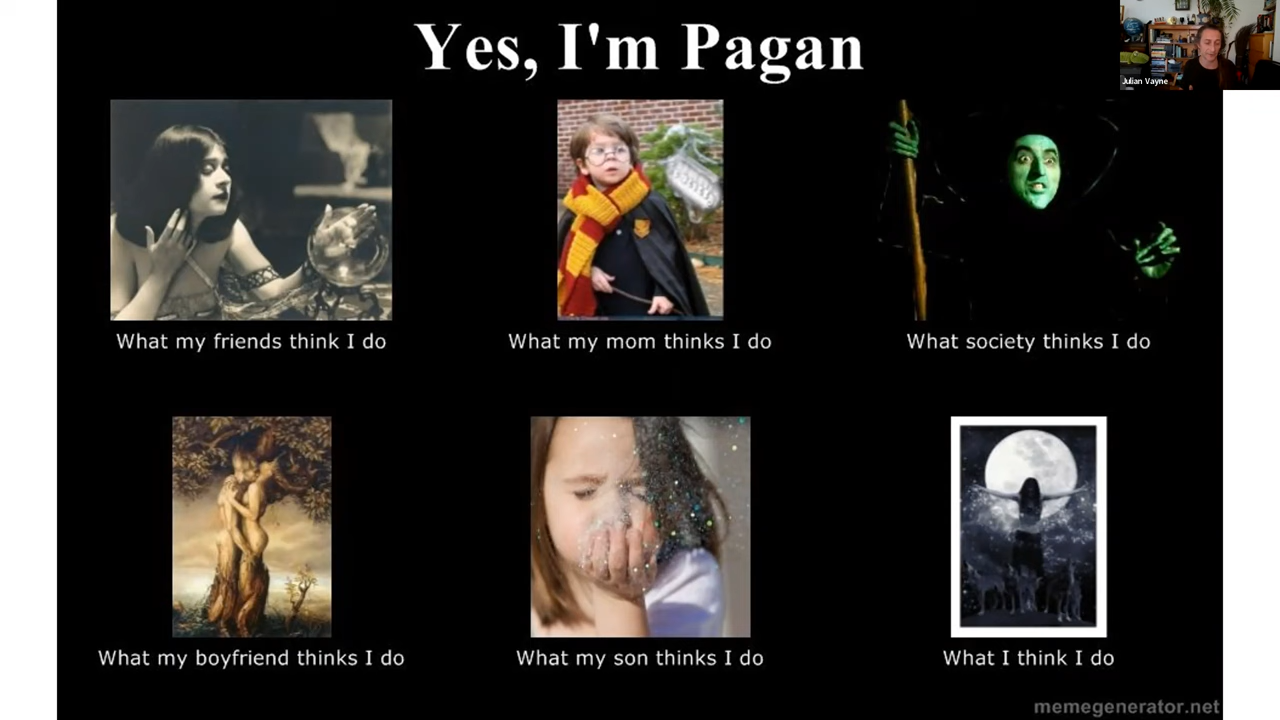 Yes, I'm Pagan
Julian Vayne
What my friends think I do
What my mom thinks I do
What society thinks I do
What my boyfriend thinks I do
What my son thinks I do
What I think I do
memegenerator.net